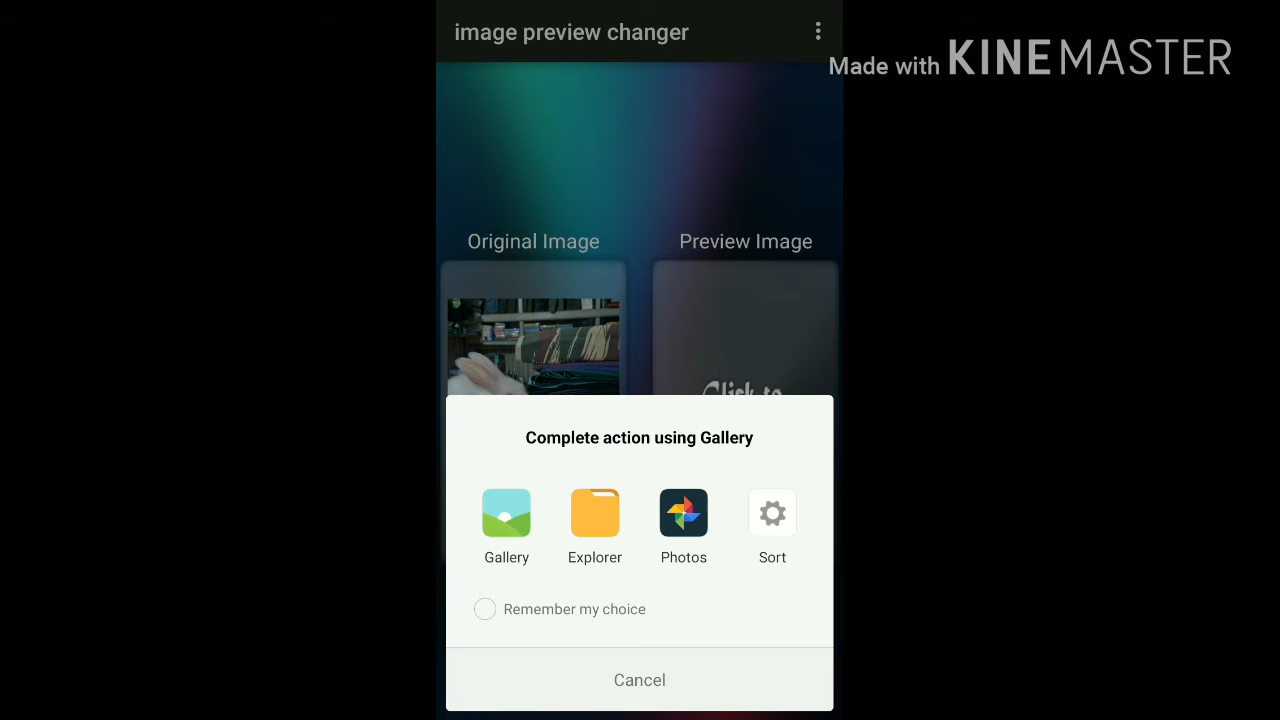 image preview changer
Made with KINEMASTER
Original Image
Preview Image
Click to
Complete action using Gallery
Gallery
Explorer
Photos
Sort
Remember my choice
Cancel